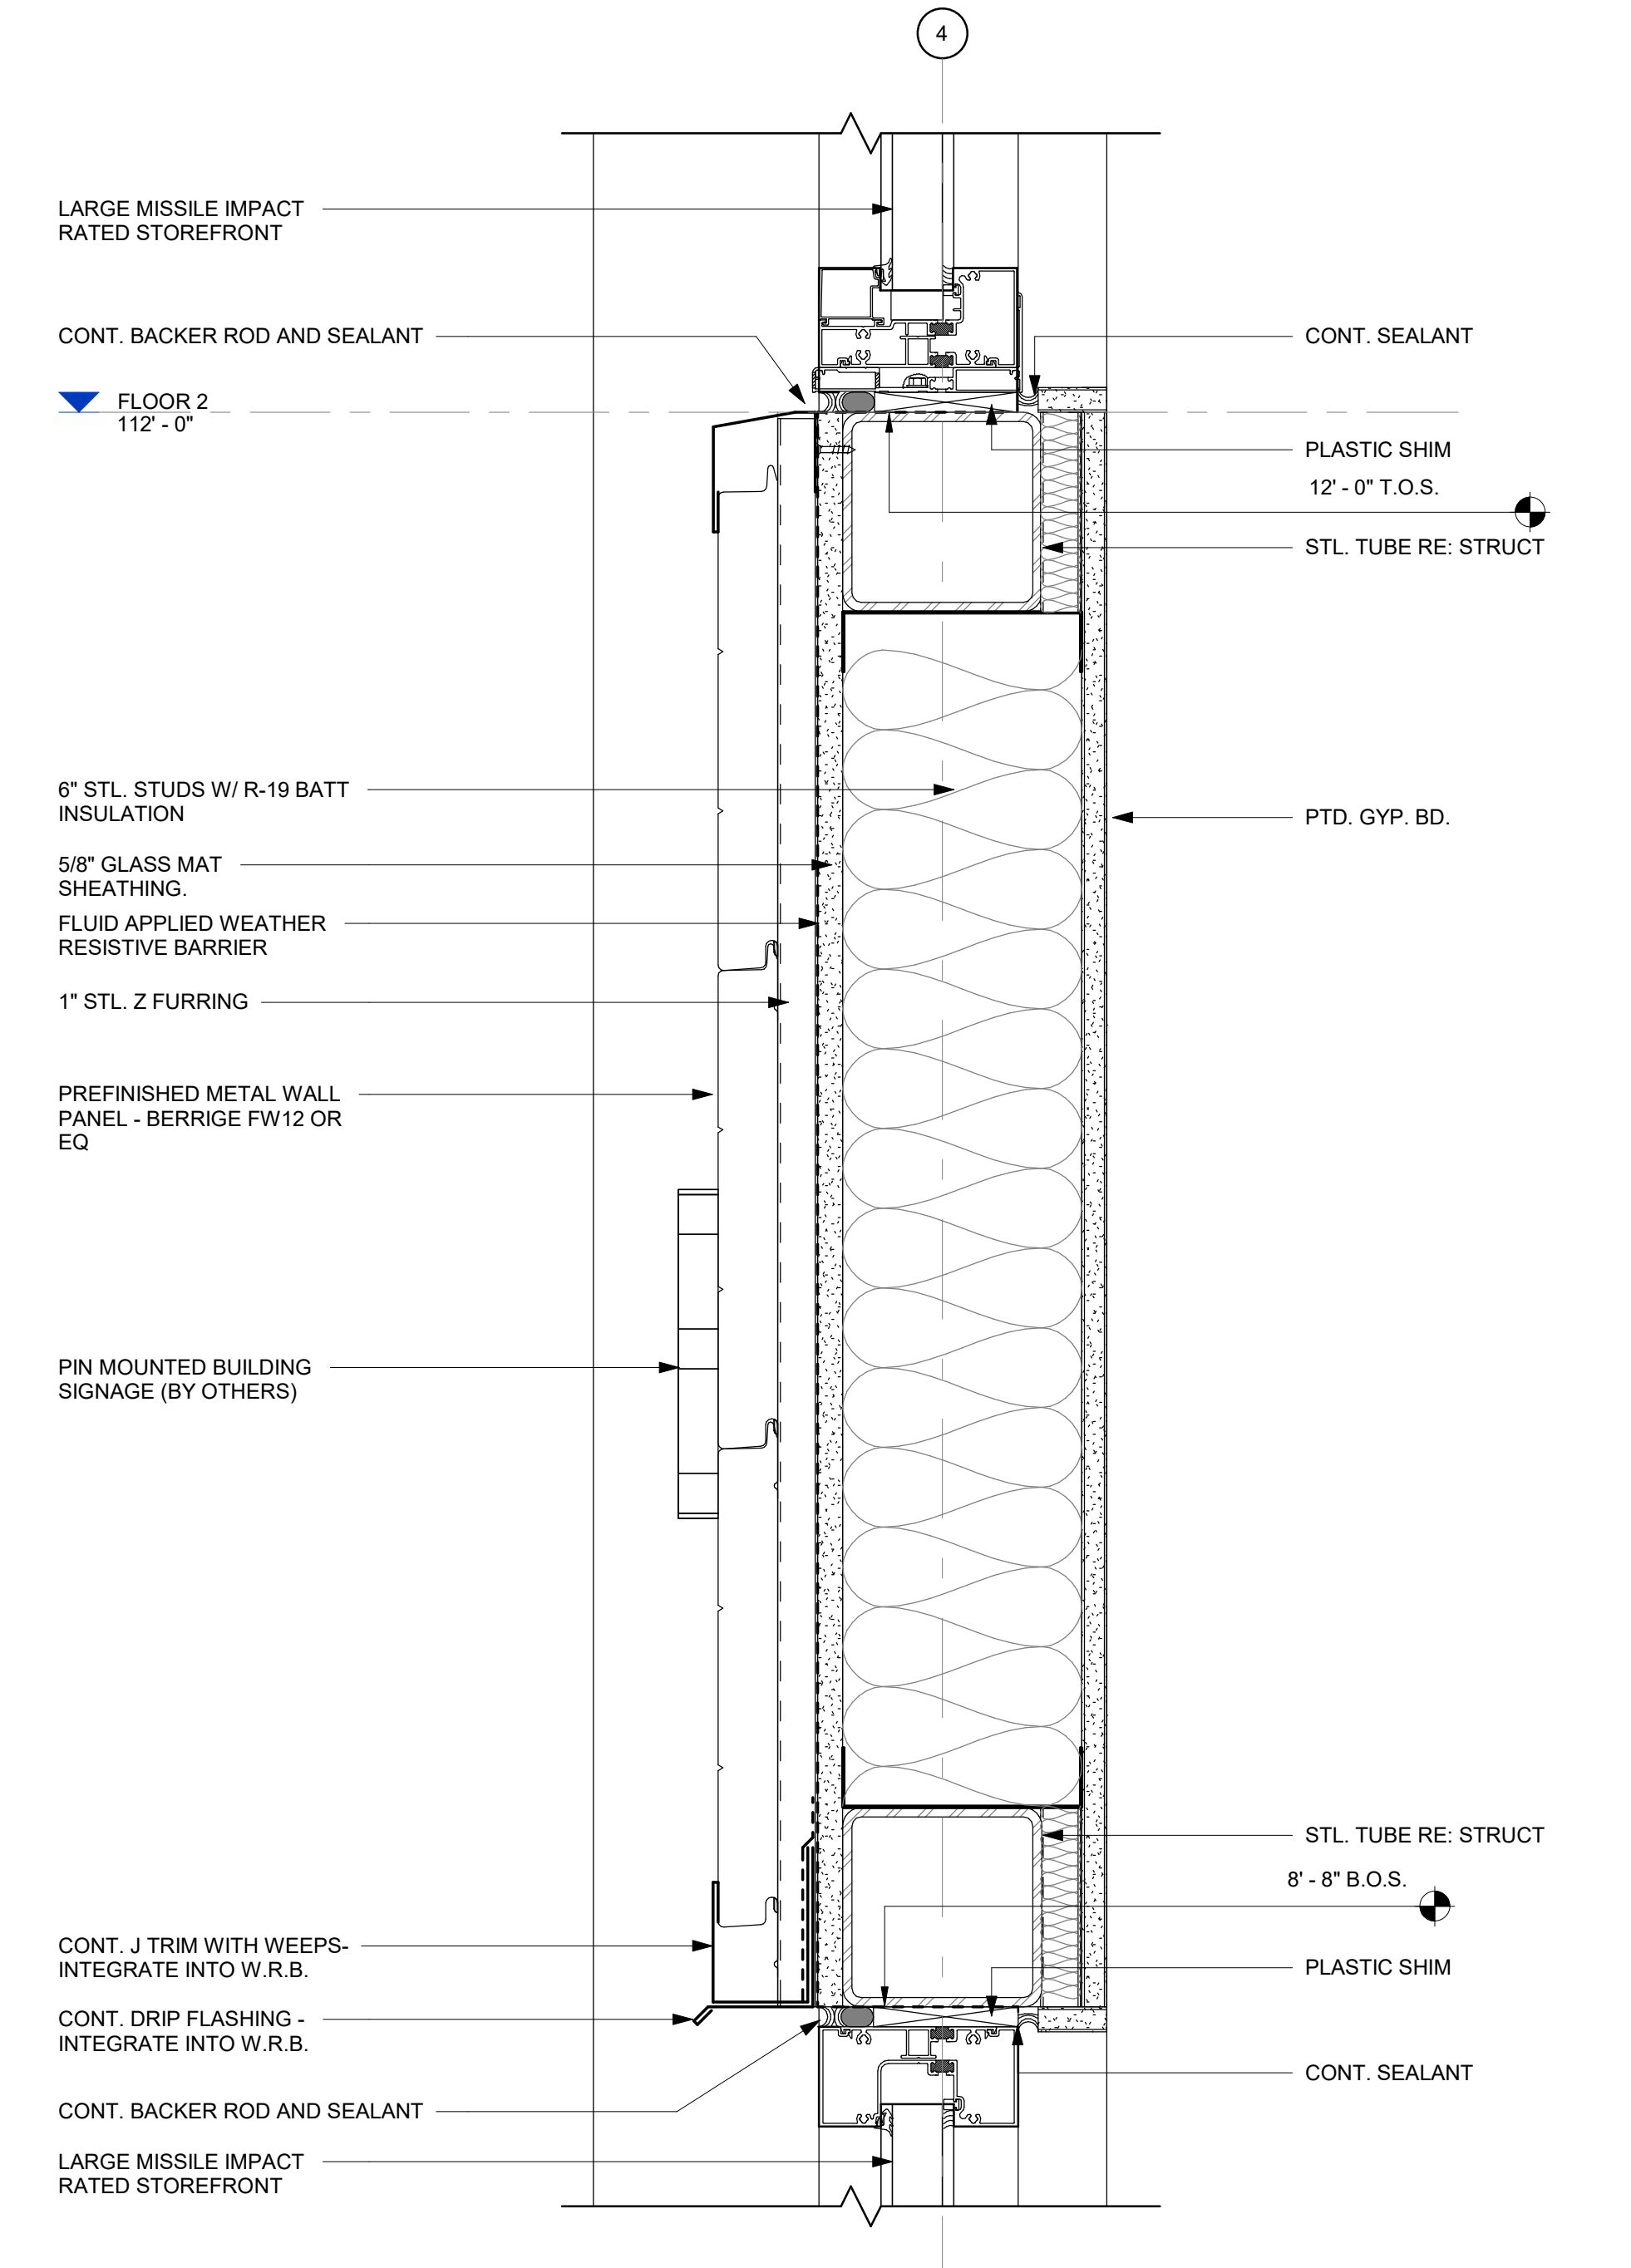 4
LARGE MISSILE IMPACT
RATED STOREFRONT
CONT. BACKER ROD AND SEALANT
CONT. SEALANT
FLOOR 2
112' - 0"
PLASTIC SHIM
12' - 0" T.O.S.
STL. TUBE RE: STRUCT
6" STL. STUDS W/ R-19 BATT
INSULATION
PTD. GYP. BD.
5/8" GLASS MAT
SHEATHING.
FLUID APPLIED WEATHER
RESISTIVE BARRIER
1" STL. Z FURRING
PREFINISHED METAL WALL
PANEL - BERRIGE FW12 OR
EQ
PIN MOUNTED BUILDING
SIGNAGE (BY OTHERS)
STL. TUBE RE: STRUCT
8' - 8" B.O.S.
CONT. J TRIM WITH WEEPS-
INTEGRATE INTO W.R.B.
PLASTIC SHIM
CONT. DRIP FLASHING -
INTEGRATE INTO W.R.B.
CONT. SEALANT
CONT. BACKER ROD AND SEALANT
LARGE MISSILE IMPACT
RATED STOREFRONT